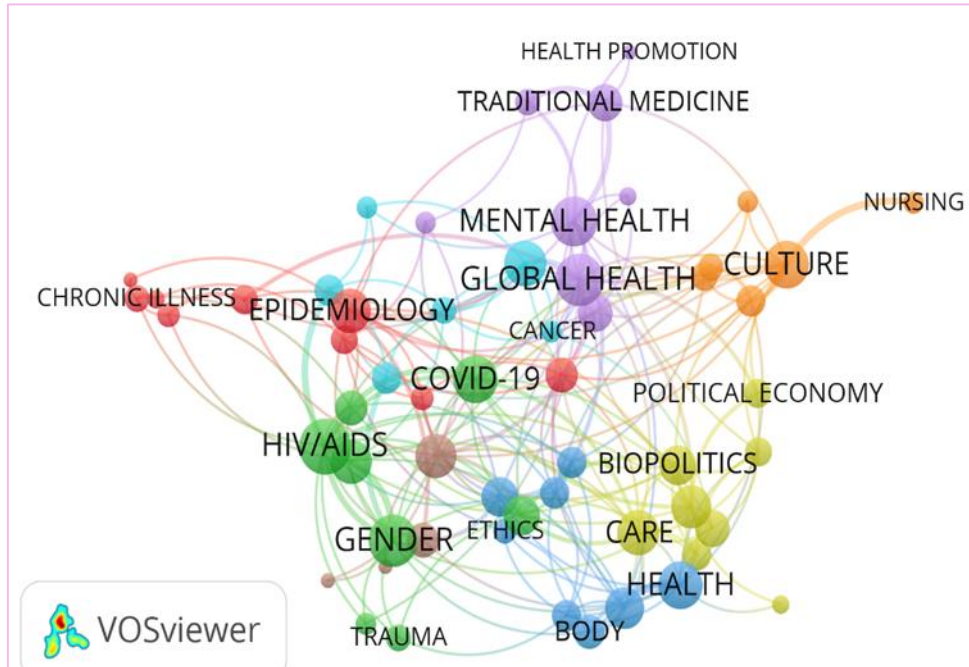 HEALTH PROMOTION
TRADITIONAL MEDICINE
NURSING
MENTAL HEALTH
CULTURE
GLOBAL HEALTH
CHRONIC ILLNESS
EPIDEMIOLOGY
CANCER
COVID-19
POLITICAL ECONOMY
HIV/AIDS
BIOPOLITICS
ETHICS
CARE
GENDER
HEALTH
BODY
TRAUMA
VOSviewer